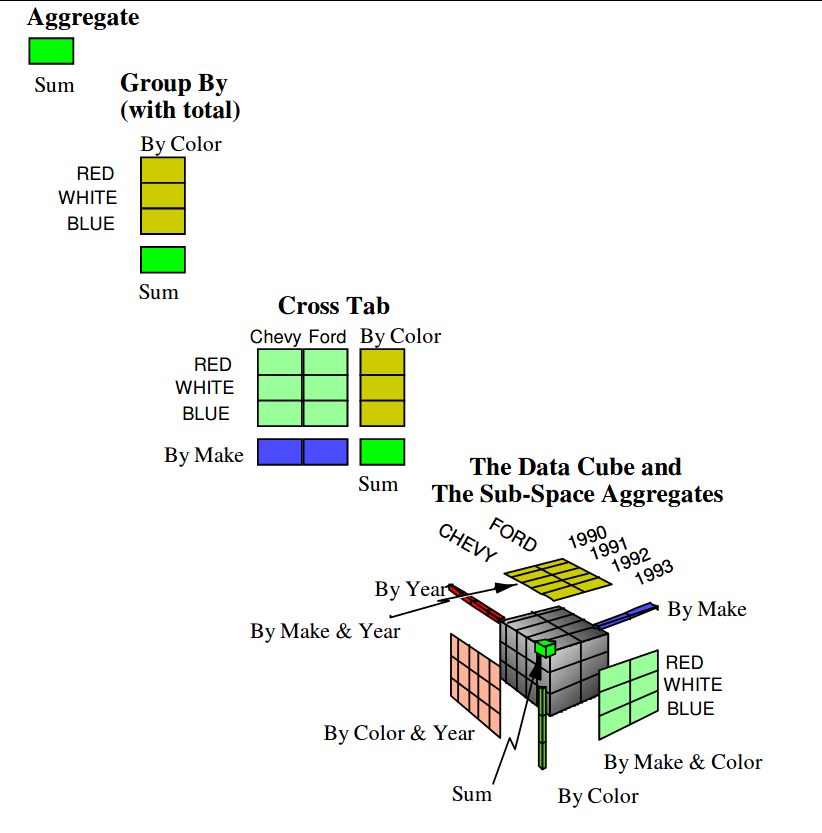 Aggregate
Sum
Group By
(with total)
By Color
RED
WHITE
BLUE
Sum
Cross Tab
Chevy Ford By Color
RED
WHITE
BLUE
By Make
Sum
The Data Cube and
The Sub-Space Aggregates
CHEVY
FORD
1990
1991
1992
1993
By Year
By Make
By Make & Year
RED
WHITE
BLUE
By Color & Year
By Make & Color
Sum
By Color